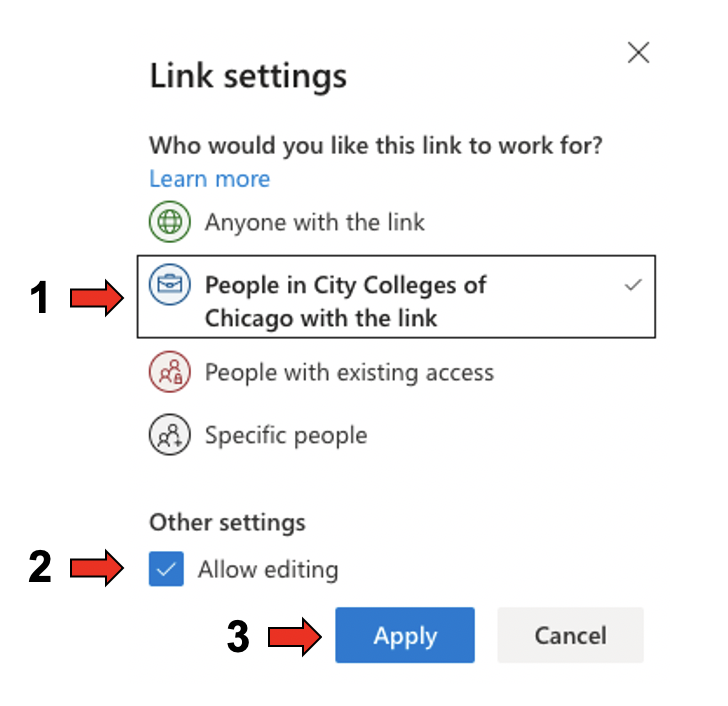 Link settings
Who would you like this link to work for?
Learn more
Anyone with the link
1
People in City Colleges of
Chicago with the link
People with existing access
Specific people
Other settings
2
Allow editing
3
Apply
Cancel